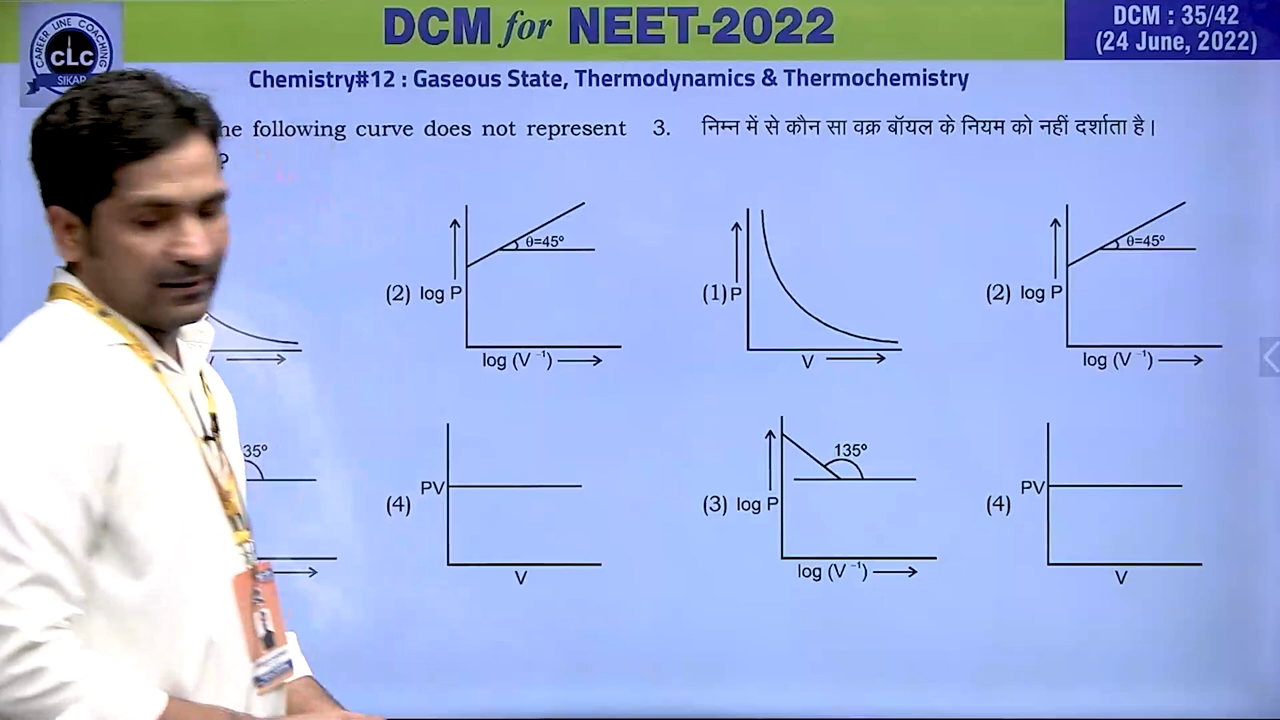 DCM for NEET-2022
DCM : 35/42
(24 June, 2022)
CAREER LINE COACHING
CLC
SIKAR
Chemistry#12 : Gaseous State, Thermodynamics & Thermochemistry
he following curve does not represent
?
3. निम्न में से कौन सा वक्र बॉयल के नियम को नहीं दर्शाता है।
(2) log P
θ=45°
log (V ⁻¹)
(1) P
V
(2) log P
θ=45°
log (V ⁻¹)
35°
(4) PV
V
(3) log P
135°
log (V ⁻¹)
(4) PV
V